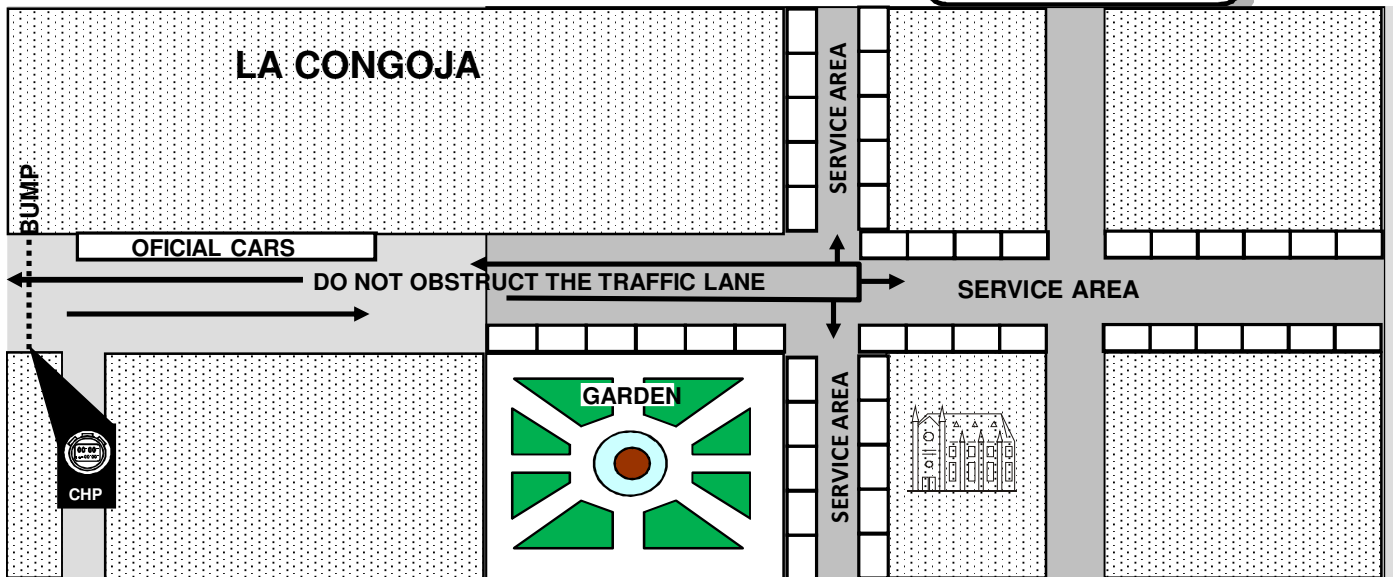 LA CONGOJA
SERVICE AREA
BUMP
OFICIAL CARS
DO NOT OBSTRUCT THE TRAFFIC LANE
SERVICE AREA
GARDEN
SERVICE AREA
CHP